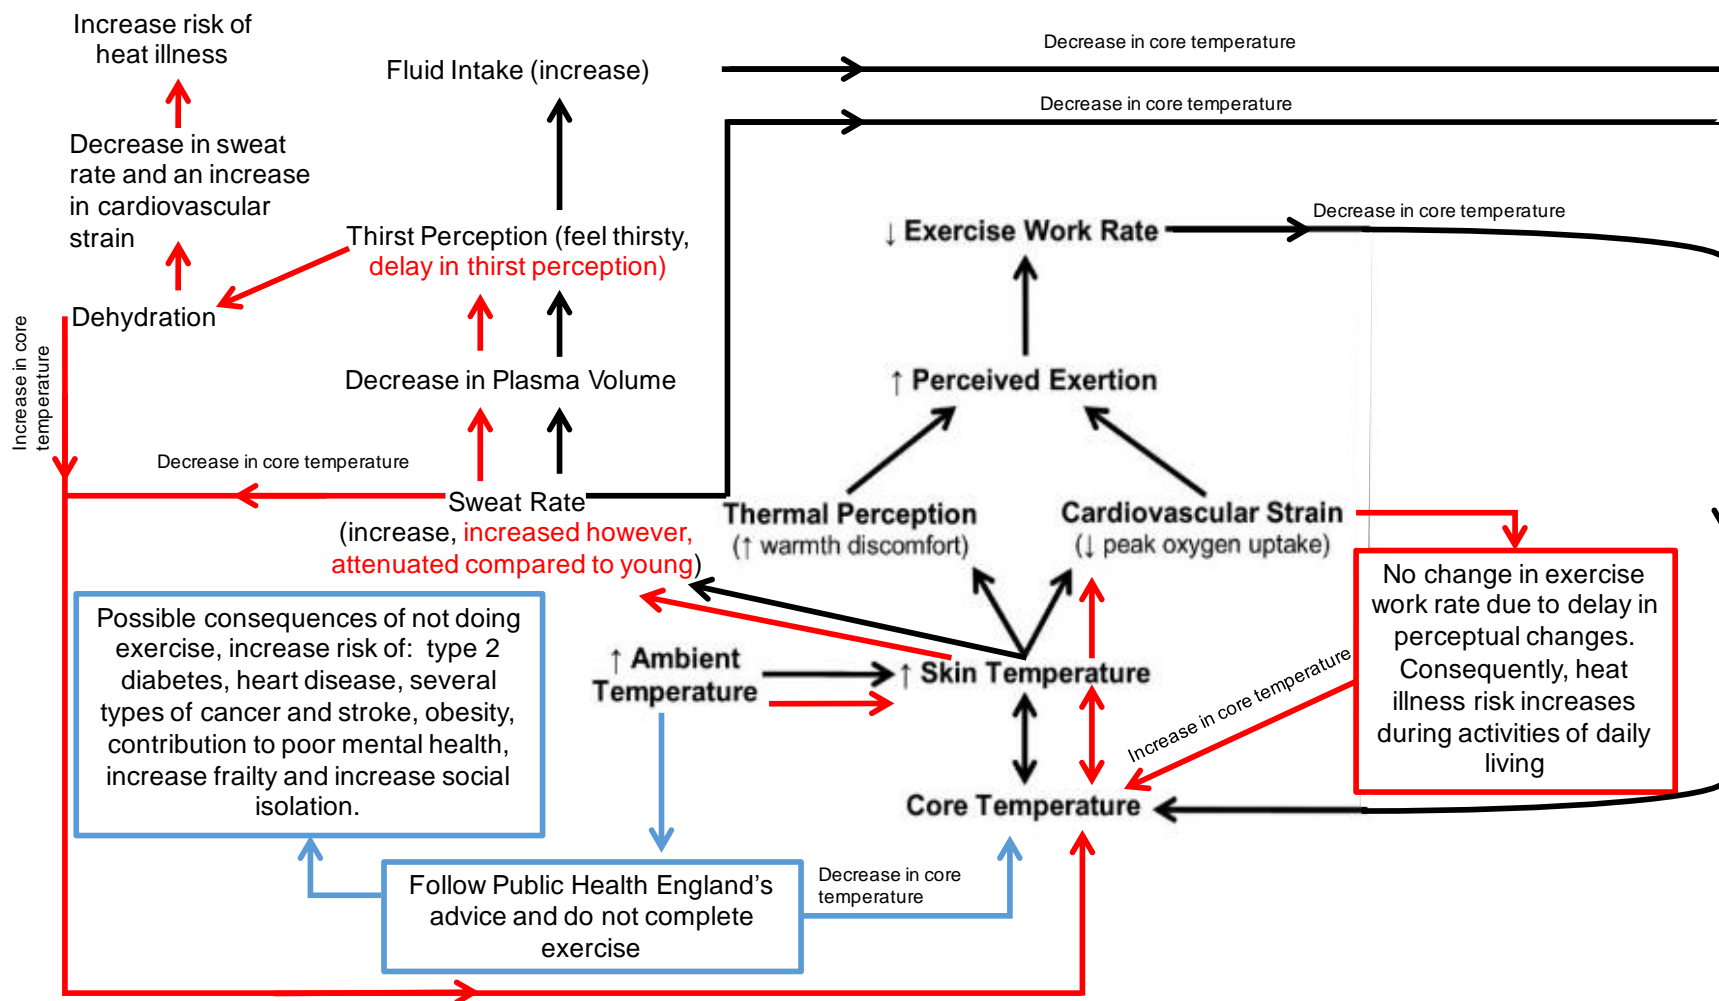 Increase risk of
heat illness
Decrease in core temperature
Fluid Intake (increase)
Decrease in core temperature
Decrease in sweat
rate and an increase
in cardiovascular
strain
Thirst Perception (feel thirsty,
delay in thirst perception)
↓ Exercise Work Rate
Decrease in core temperature
Dehydration
Increase in core
temperature
Decrease in Plasma Volume
↑ Perceived Exertion
Decrease in core temperature
Sweat Rate
(increase, increased however,
attenuated compared to young)
Thermal Perception
(↑ warmth discomfort)
Cardiovascular Strain
(↓ peak oxygen uptake)
No change in exercise
work rate due to delay in
perceptual changes.
Consequently, heat
illness risk increases
during activities of daily
living
Possible consequences of not doing
exercise, increase risk of: type 2
diabetes, heart disease, several
types of cancer and stroke, obesity,
contribution to poor mental health,
increase frailty and increase social
isolation.
↑ Ambient
Temperature
↑ Skin Temperature
Increase in core temperature
Core Temperature
Follow Public Health England's
advice and do not complete
exercise
Decrease in core
temperature